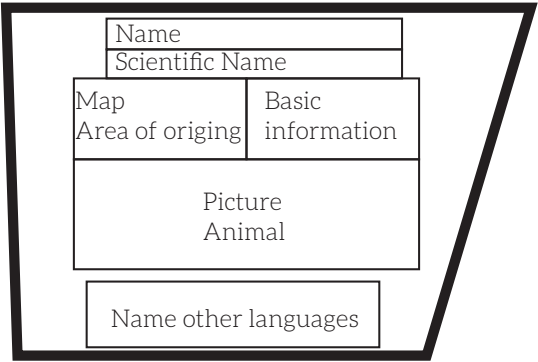 Name
Scientific Name
Map
Area of origing
Basic
information
Picture
Animal
Name other languages